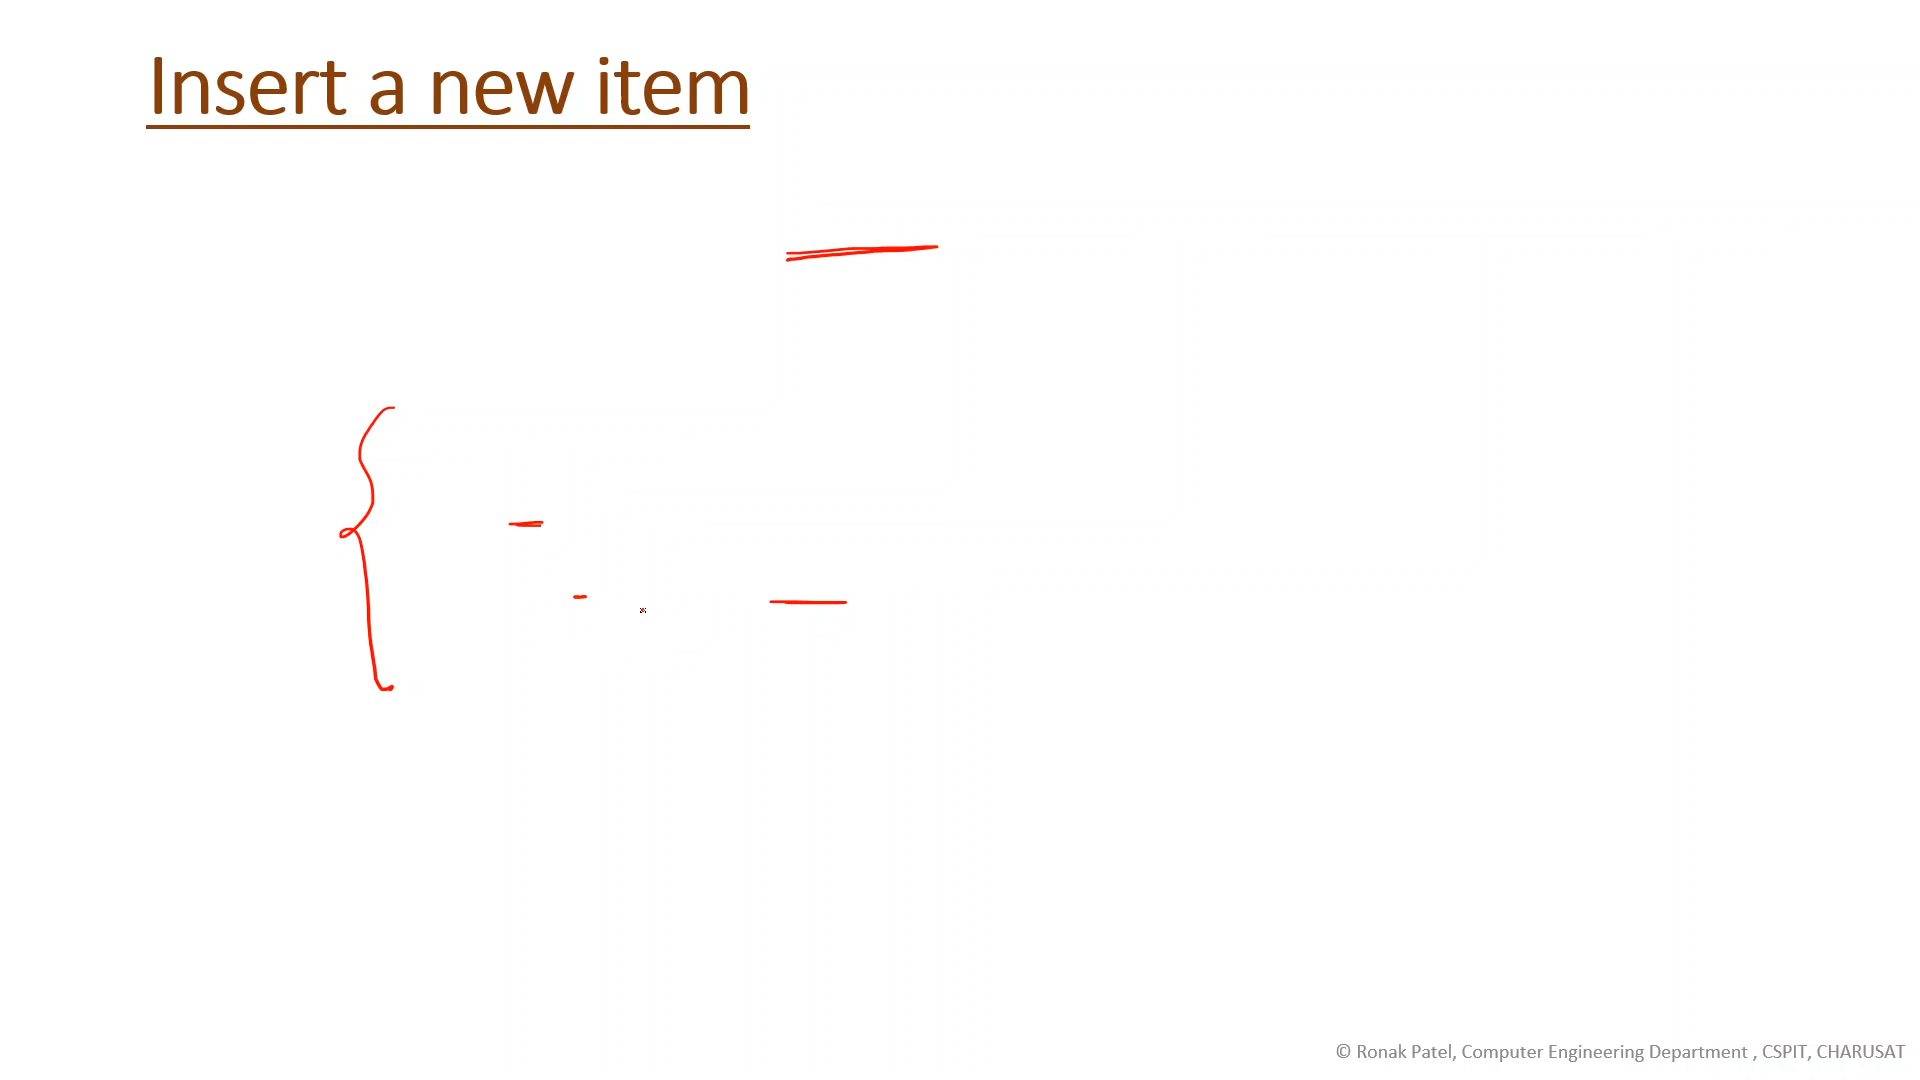 Insert a new item
© Ronak Patel, Computer Engineering Department , CSPIT, CHARUSAT